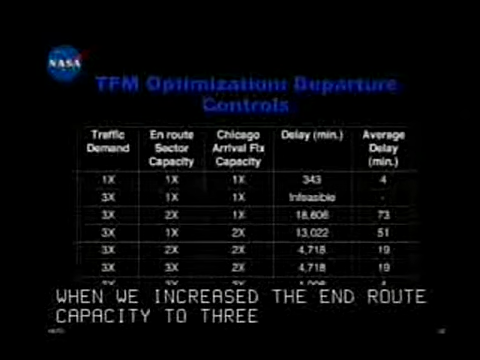 NASA
TFM Optimization: Departure
Controls
Traffic Demand En route Sector Capacity Chicago Arrival Fix Capacity Delay (min.) Average Delay (min.)
1X 1X 1X 343 4
3X 1X 1X Infeasible -
3X 2X 1X 18,606 73
3X 1X 2X 13,022 51
3X 2X 2X 4,718 19
3X 3X 2X 4,718 19
WHEN WE INCREASED THE END ROUTE
CAPACITY TO THREE